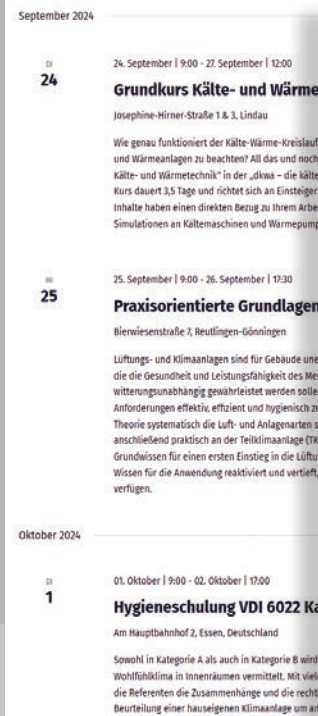 September 2024
DI
24
24. September | 9:00 - 27. September | 12:00
Grundkurs Kälte- und Wärme
Josephine-Hirner-Straße 1 & 3, Lindau
Wie genau funktioniert der Kälte-Wärme-Kreislauf
und Wärmeanlagen zu beachten? All das und noch
Kälte- und Wärmetechnik" in der „dkwa – die kälte
Kurs dauert 3,5 Tage und richtet sich an Einsteiger
Inhalte haben einen direkten Bezug zu Ihrem Arbe
Simulationen an Kältemaschinen und Wärmepump
MI
25
25. September | 9:00 - 26. September | 17:30
Praxisorientierte Grundlagen
Bierwiesenstraße 7, Reutlingen-Gönningen
Lüftungs- und Klimaanlagen sind für Gebäude une
die die Gesundheit und Leistungsfähigkeit des Me
witterungsunabhängig gewährleistet werden solle
Anforderungen effektiv, effizient und hygienisch zu
Theorie systematisch die Luft- und Anlagenarten s
anschließend praktisch an der Teilklimaanlage (TK
Grundwissen für einen ersten Einstieg in die Lüftu
Wissen für die Anwendung reaktiviert und vertieft,
verfügen.
Oktober 2024
DI
1
01. Oktober | 9:00 - 02. Oktober | 17:00
Hygieneschulung VDI 6022 Ka
Am Hauptbahnhof 2, Essen, Deutschland
Sowohl in Kategorie A als auch in Kategorie B wird
Wohlfühlklima in Innenräumen vermittelt. Mit viele
die Referenten die Zusammenhänge und die rechtl
Beurteilung einer hauseigenen Klimaanlage um an